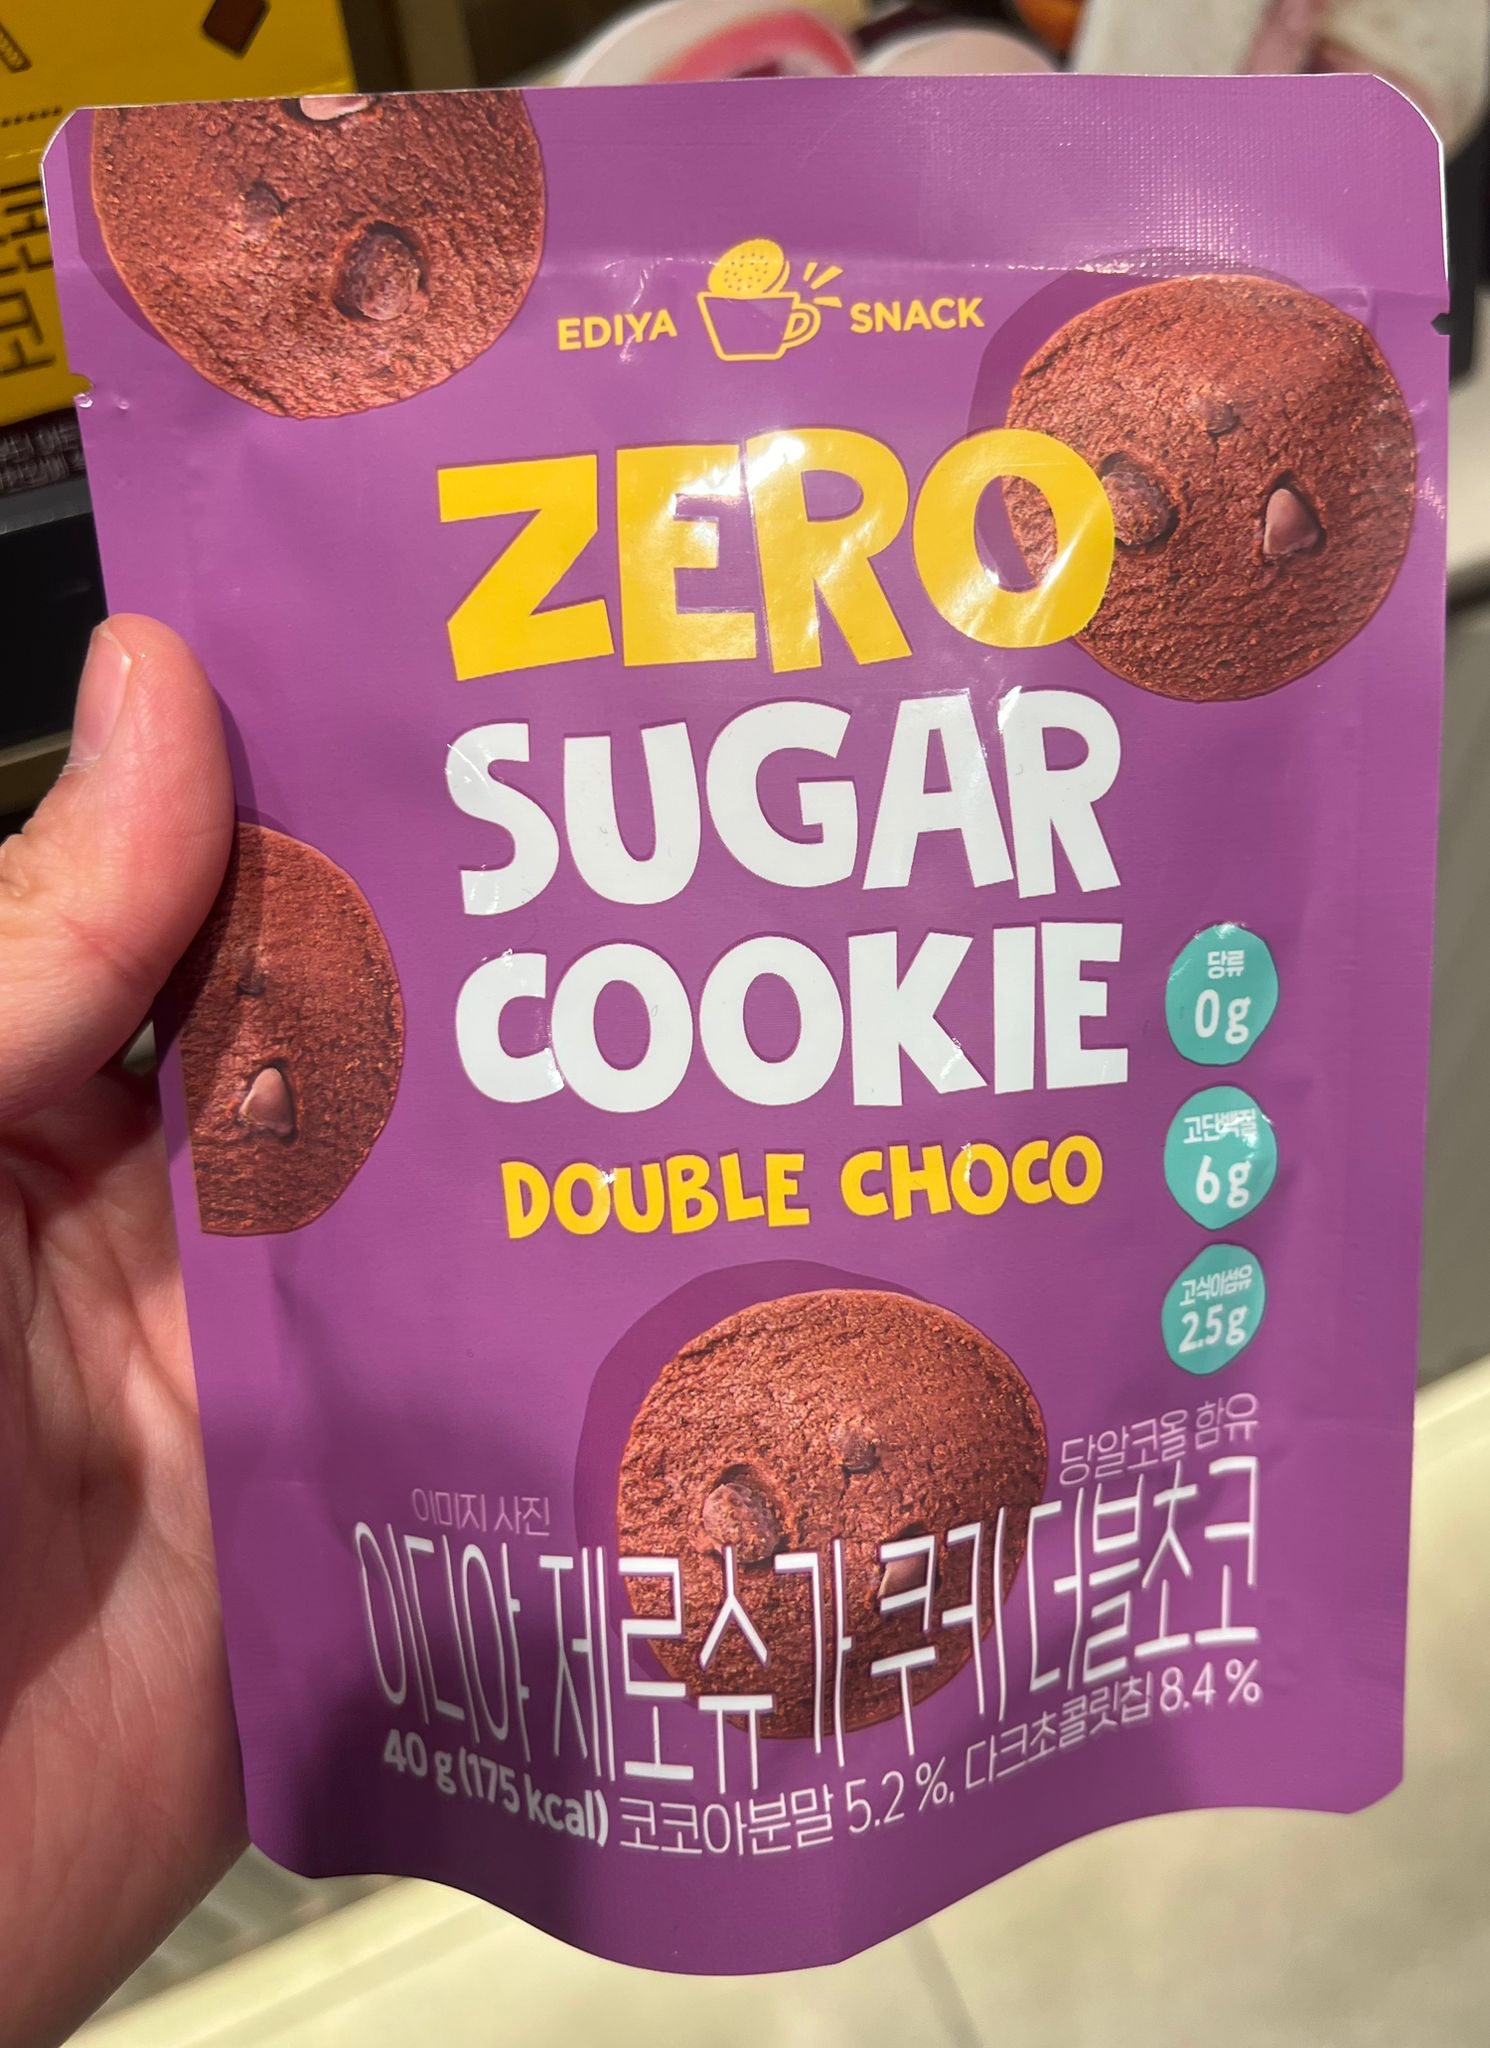 EDIYA SNACK
ZERO
SUGAR
COOKIE
DOUBLE CHOCO
당류
0g
고단백질
6g
고식이섬유
2.5g
당알코올 함유
이미지 사진
이디야 제로슈가 쿠키 더블초코
40 g (175 kcal) 코코아분말 5.2 %, 다크초콜릿칩 8.4 %